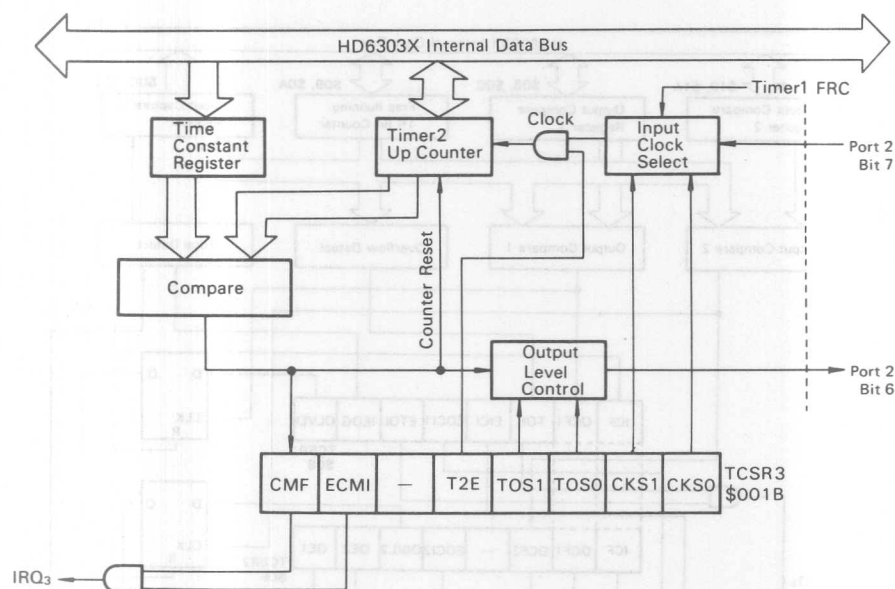 HD6303X Internal Data Bus
Timer1 FRC
Time
Constant
Register
Timer2
Up Counter
Clock
Input
Clock
Select
Port 2
Bit 7
Compare
Counter Reset
Output
Level
Control
Port 2
Bit 6
CMF ECMI — T2E TOS1 TOS0 CKS1 CKS0
TCSR3
$001B
IRQ3